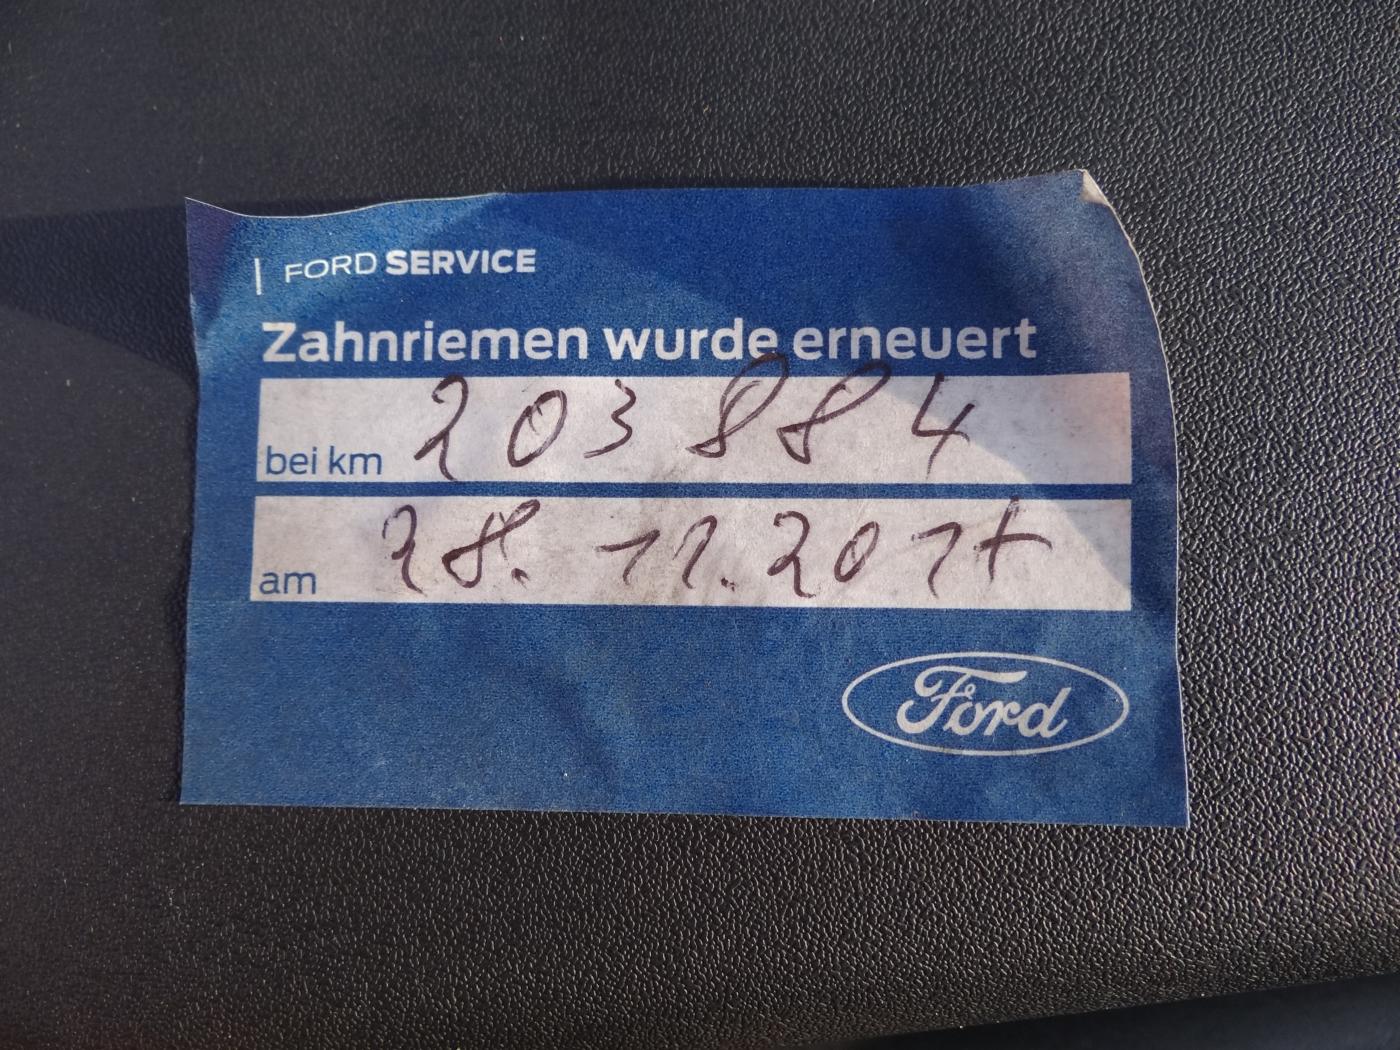 FORD SERVICE
Zahnriemen wurde erneuert
bei km 203 884
am 28. 11. 2017
Ford